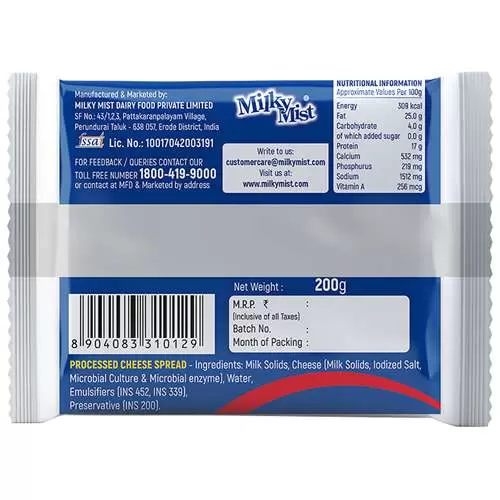 Manufactured & Marketed by:
MILKY MIST DAIRY FOOD PRIVATE LIMITED
SF No.: 43/1,2,3, Pattakaranpalayam Village,
Perundurai Taluk - 638 057, Erode District, India
fssai Lic. No.: 10017042003191
FOR FEEDBACK / QUERIES CONTACT OUR
TOLL FREE NUMBER 1800-419-9000
or contact at MFD & Marketed by address
Milky Mist
Write to us:
customercare@milkymist.com
Visit us at:
www.milkymist.com
NUTRITIONAL INFORMATION
Approximate Values Per 100g
Energy 309 kcal
Fat 25.0 g
Carbohydrate 4.0 g
of which added sugar 0.0 g
Protein 17 g
Calcium 532 mg
Phosphorus 219 mg
Sodium 1512 mg
Vitamin A 256 mcg
Net Weight : 200g
M.R.P. ₹ :
(Inclusive of all Taxes)
Batch No. :
Month of Packing :
8 904083 310129
PROCESSED CHEESE SPREAD - Ingredients: Milk Solids, Cheese (Milk Solids, Iodized Salt,
Microbial Culture & Microbial enzyme), Water,
Emulsifiers (INS 452, INS 339),
Preservative (INS 200).